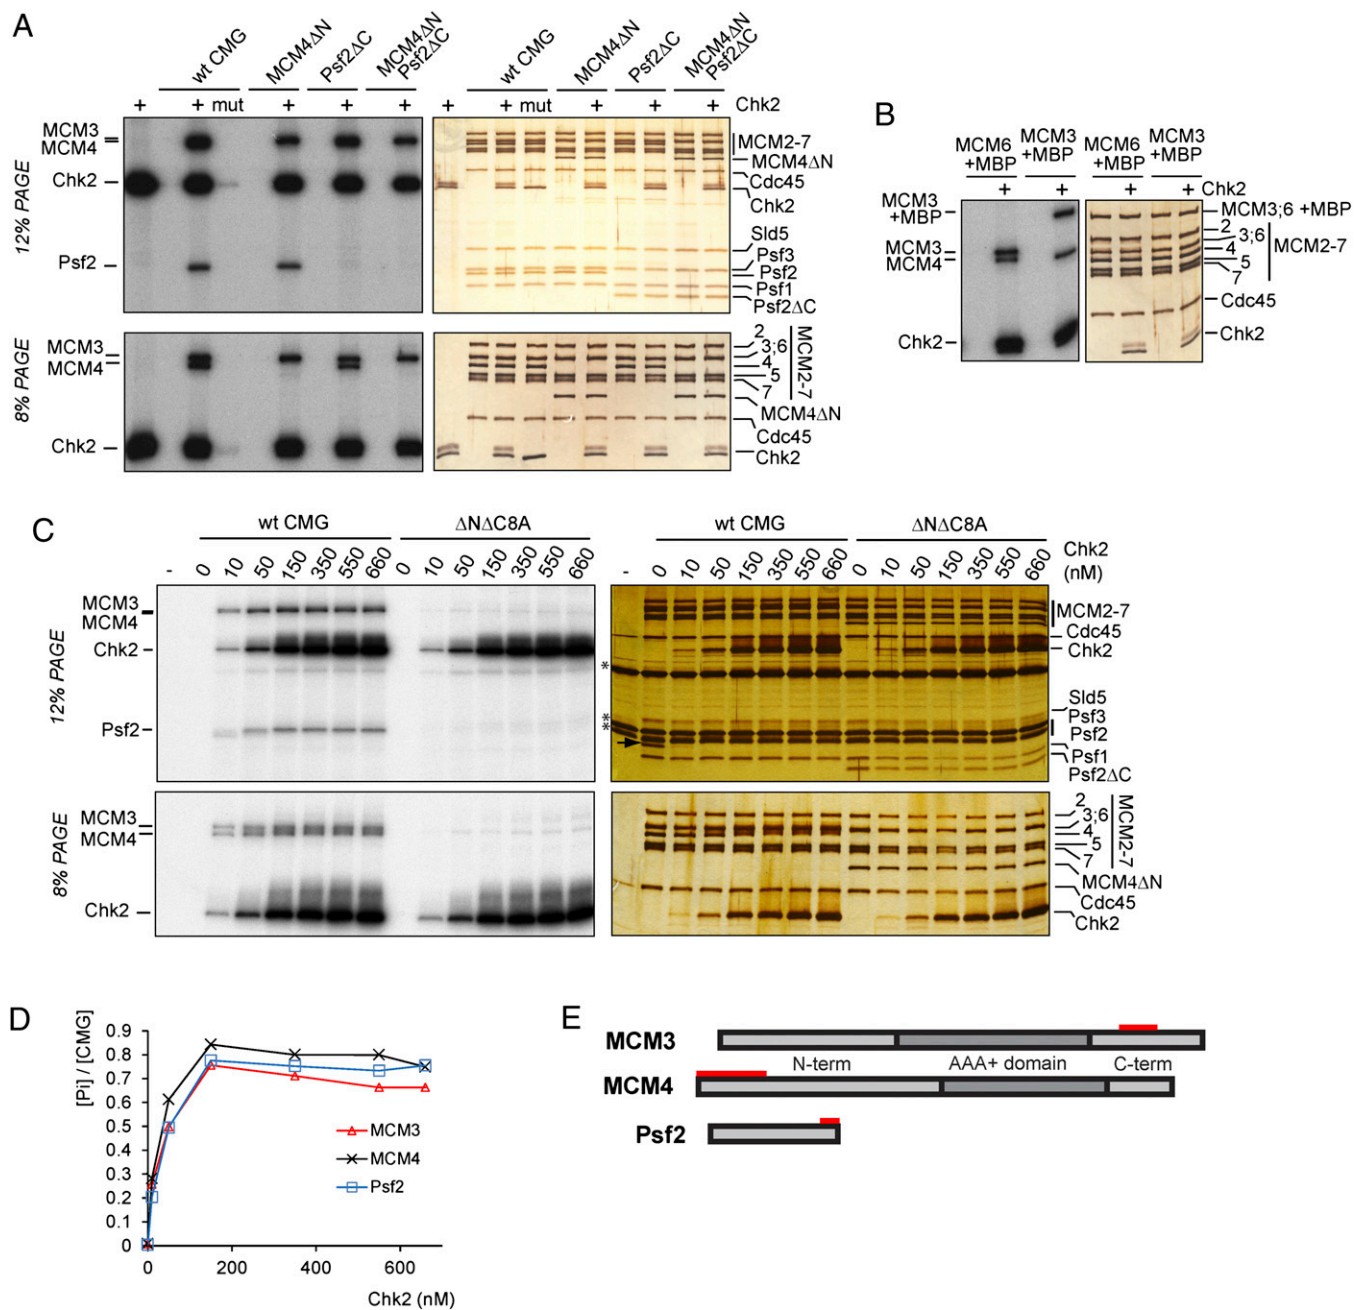 A
wt CMG MCM4ΔN Psf2ΔC MCM4ΔN Psf2ΔC wt CMG MCM4ΔN Psf2ΔC MCM4ΔN Psf2ΔC
+ + mut + + + + + mut + + + Chk2
12% PAGE
MCM3
MCM4
Chk2
Psf2
MCM2-7
MCM4ΔN
Cdc45
Chk2
Sld5
Psf3
Psf2
Psf1
Psf2ΔC
8% PAGE
MCM3
MCM4
Chk2
2
3;6
4
5
7
MCM2-7
MCM4ΔN
Cdc45
Chk2
B
MCM6 +MBP MCM3 +MBP MCM6 +MBP MCM3 +MBP
+ + + + Chk2
MCM3 +MBP
MCM3
MCM4
Chk2
MCM3;6 +MBP
2
3;6
4
5
7
MCM2-7
Cdc45
Chk2
C
wt CMG ΔNΔC8A wt CMG ΔNΔC8A
- 0 10 50 150 350 550 660 0 10 50 150 350 550 660 - 0 10 50 150 350 550 660 0 10 50 150 350 550 660 Chk2 (nM)
12% PAGE
MCM3
MCM4
Chk2
Psf2
*
*
*
MCM2-7
Cdc45
Chk2
Sld5
Psf3
Psf2
Psf1
Psf2ΔC
8% PAGE
MCM3
MCM4
Chk2
2
3;6
4
5
7
MCM2-7
MCM4ΔN
Cdc45
Chk2
D
[Pi] / [CMG]
0.9
0.8
0.7
0.6
0.5
0.4
0.3
0.2
0.1
0
MCM3
MCM4
Psf2
0 200 400 600
Chk2 (nM)
E
MCM3
N-term AAA+ domain C-term
MCM4
Psf2